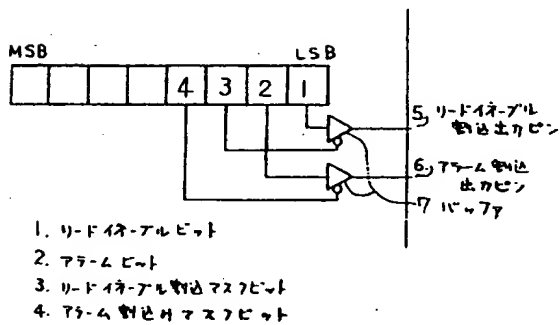 MSB LSB
4 3 2 1
5, リードイネーブル
割込出力ピン
6, アラーム割込
出力ピン
7 バッファ
1. リードイネーブルビット
2. アラームビット
3. リードイネーブル割込マスクビット
4. アラーム割込みマスクビット